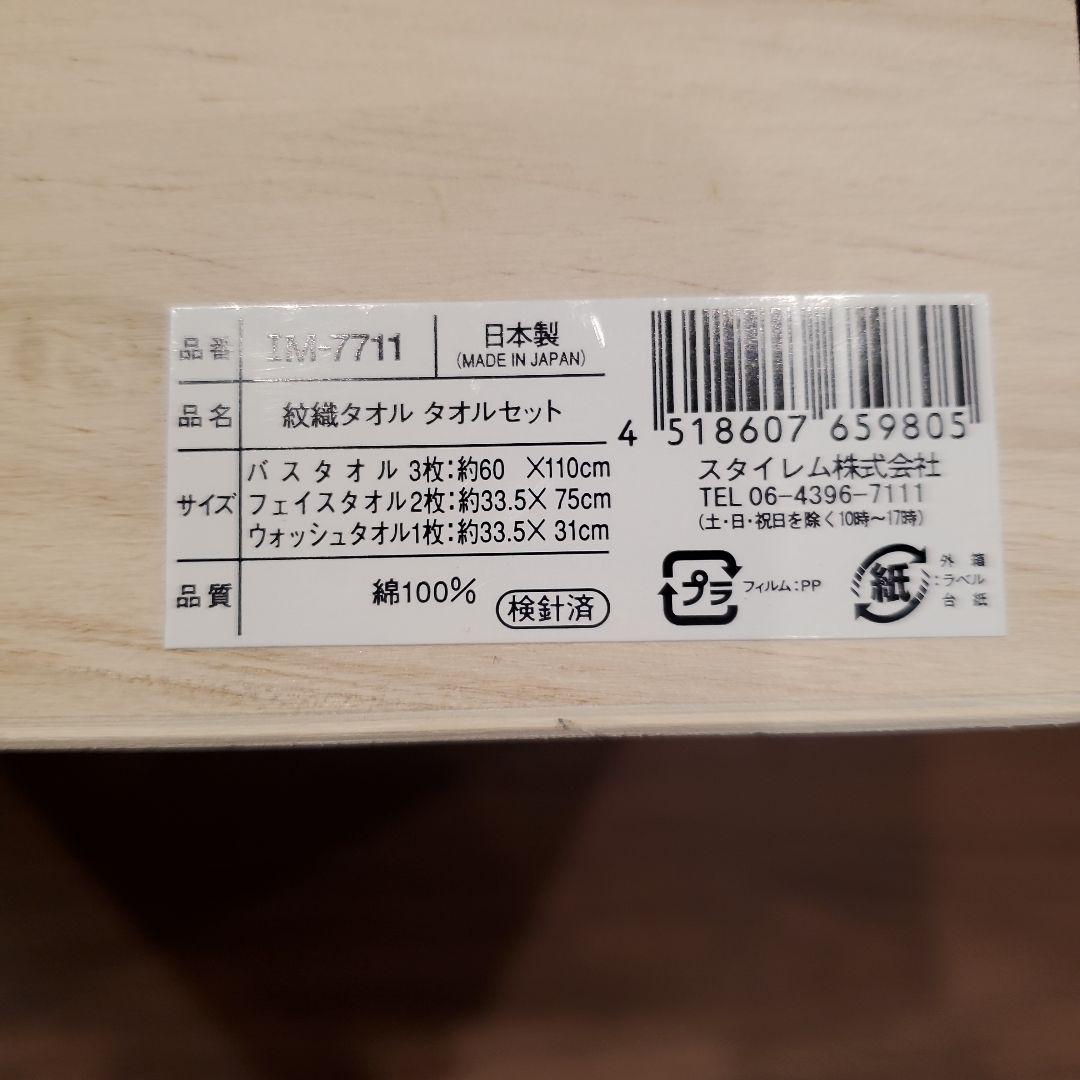 品番 IM-7711 日本製
(MADE IN JAPAN)
品名 紋織タオル タオルセット
サイズ
バスタオル 3枚:約60 ×110cm
フェイスタオル2枚:約33.5× 75cm
ウォッシュタオル1枚:約33.5× 31cm
品質 綿100%
検針済
4 518607 659805
スタイレム株式会社
TEL 06-4396-7111
(土・日・祝日を除く10時~17時)
プラ フィルム:PP
紙
外箱
:ラベル
台紙